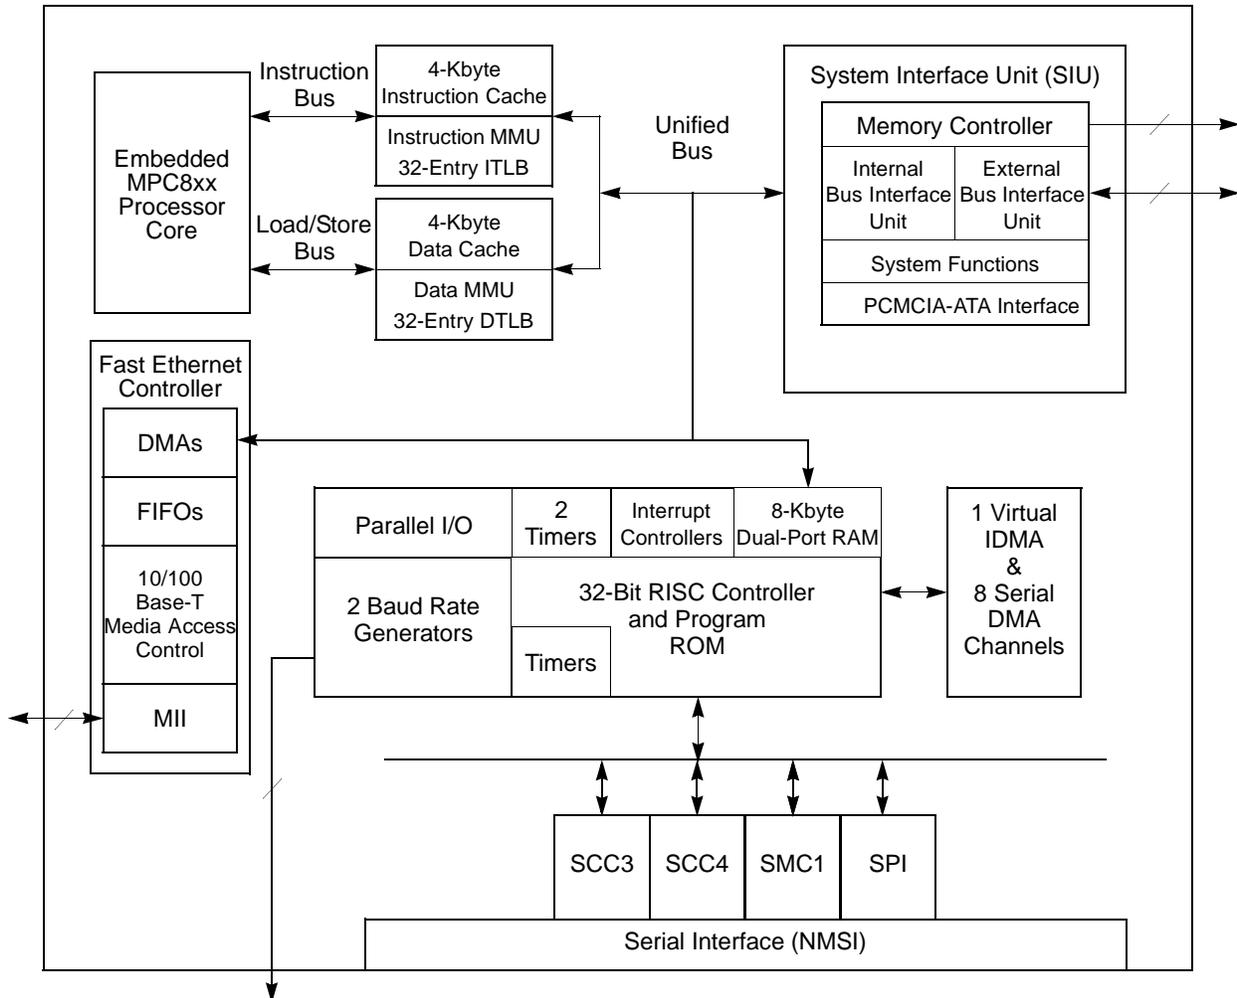 Embedded
MPC8xx
Processor
Core
Instruction
Bus
Load/Store
Bus
4-Kbyte
Instruction Cache
Instruction MMU
32-Entry ITLB
4-Kbyte
Data Cache
Data MMU
32-Entry DTLB
Unified
Bus
System Interface Unit (SIU)
Memory Controller
Internal
Bus Interface
Unit
External
Bus Interface
Unit
System Functions
PCMCIA-ATA Interface
Fast Ethernet
Controller
DMAs
FIFOs
10/100
Base-T
Media Access
Control
MII
Parallel I/O
2
Timers
Interrupt
Controllers
8-Kbyte
Dual-Port RAM
2 Baud Rate
Generators
32-Bit RISC Controller
and Program
ROM
Timers
1 Virtual
IDMA
&
8 Serial
DMA
Channels
SCC3
SCC4
SMC1
SPI
Serial Interface (NMSI)